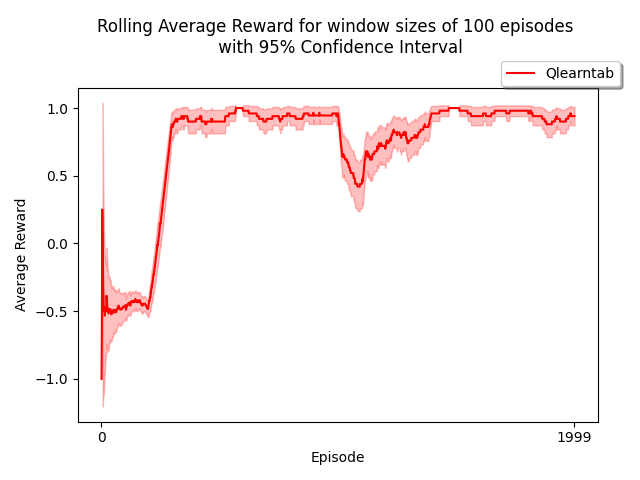 Rolling Average Reward for window sizes of 100 episodes
with 95% Confidence Interval
Qlearntab
1.0
0.5
0.0
−0.5
−1.0
Average Reward
0
1999
Episode